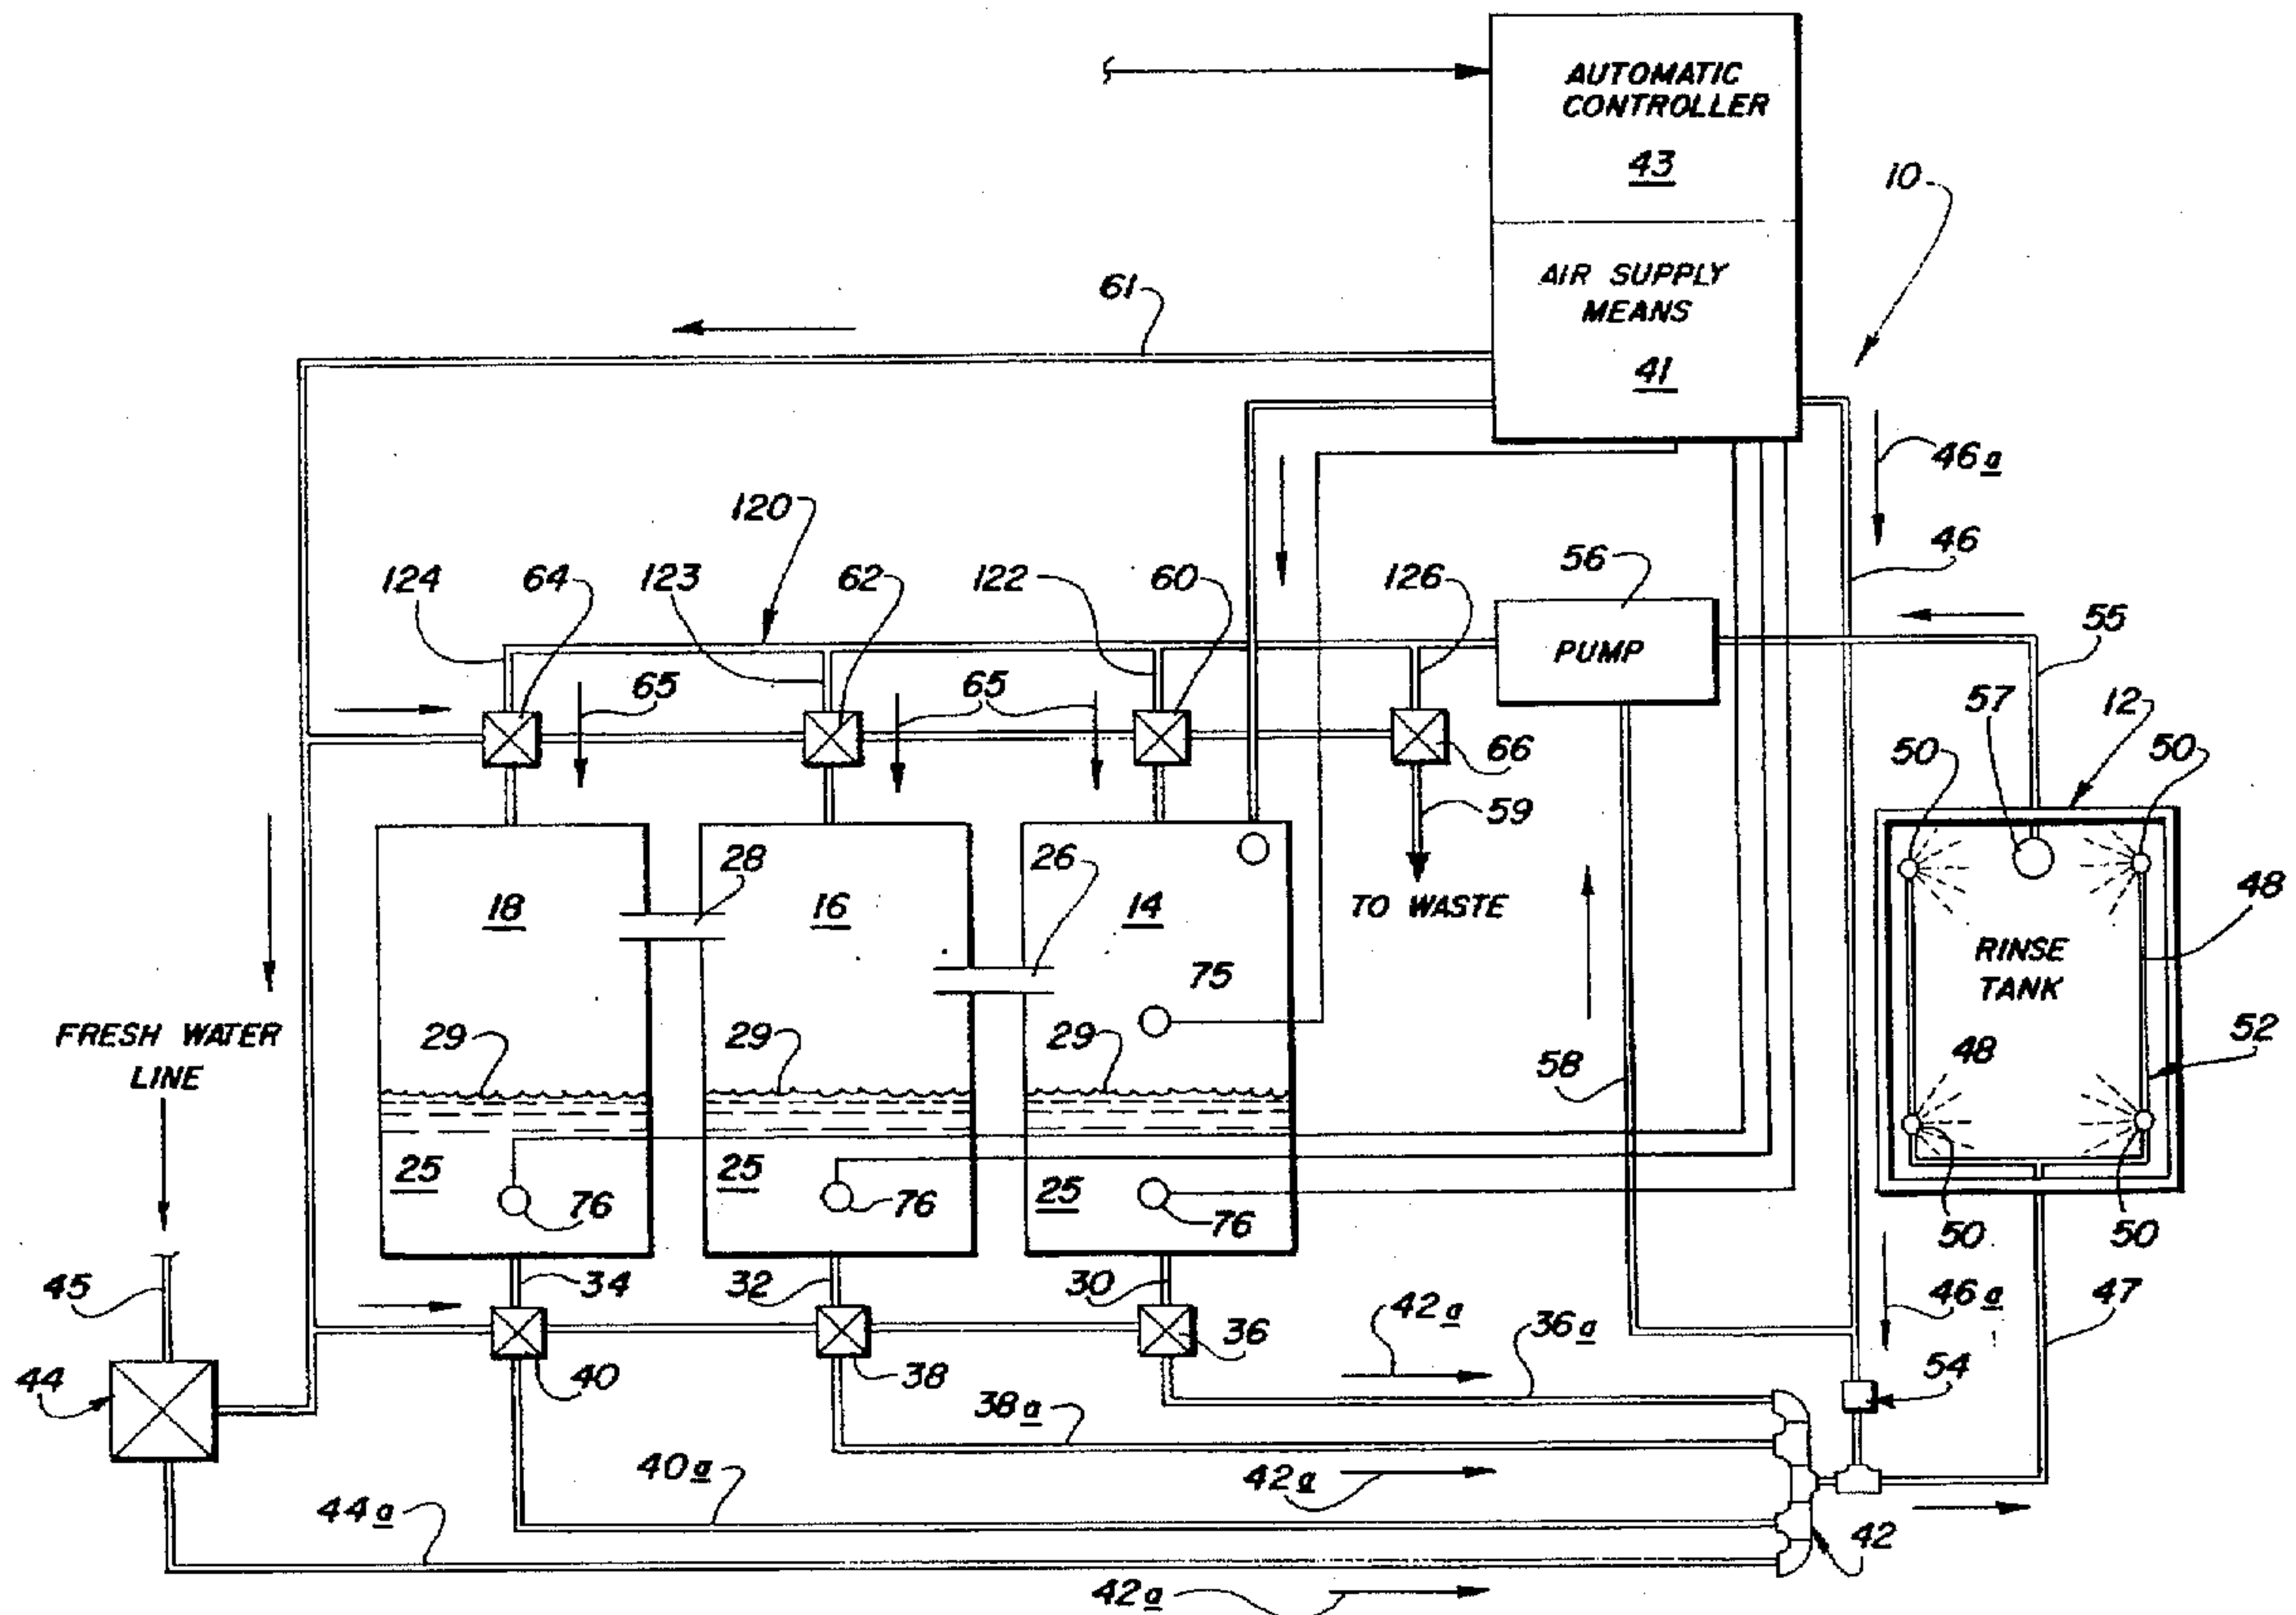 AUTOMATIC
CONTROLLER
43
10
AIR SUPPLY
MEANS
61
41
46a
120
46
124
64
123
62
122
60
126
56
55
PUMP
65
65
57
12
66
50
50
59
28
26
18
16
14
TO WASTE
48
RINSE
TANK
75
FRESH WATER
LINE
29
29
29
58
48
52
25
25
25
76
76
76
50
50
45
34
32
30
46a
47
42a
36a
44
40
38
36
54
38a
40a
42a
44a
42
42a